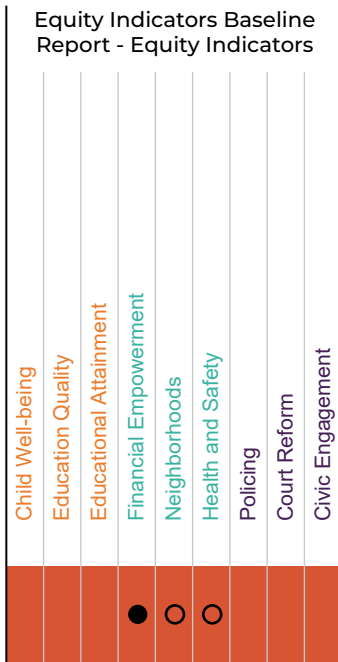 Equity Indicators Baseline
Report - Equity Indicators
Child Well-being
Education Quality
Educational Attainment
Financial Empowerment
Neighborhoods
Health and Safety
Policing
Court Reform
Civic Engagement